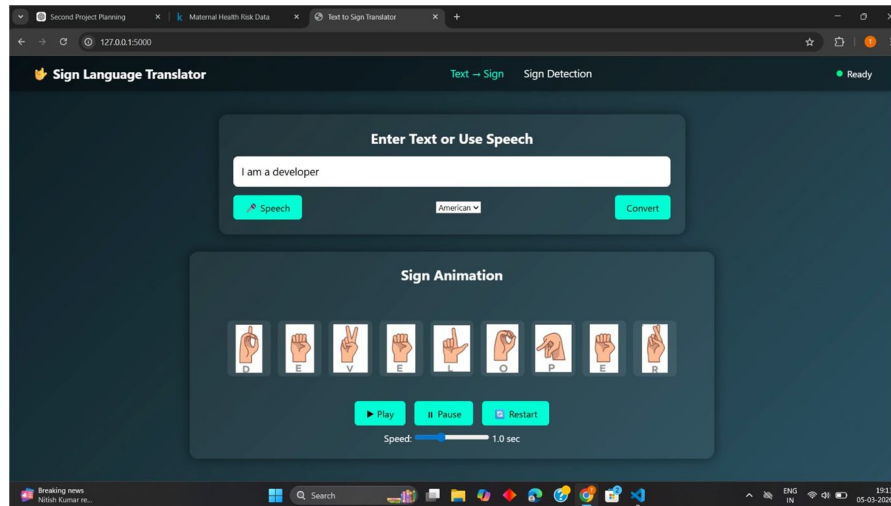 Second Project Planning
Maternal Health Risk Data
Text to Sign Translator
127.0.0.1:5000
Sign Language Translator
Text → Sign Sign Detection
Ready
Enter Text or Use Speech
I am a developer
Speech American Convert
Sign Animation
D E V E L O P E R
Play Pause Restart
Speed: 1.0 sec
Breaking news
Nitish Kumar re...
Search
ENG
IN
05-03-2026